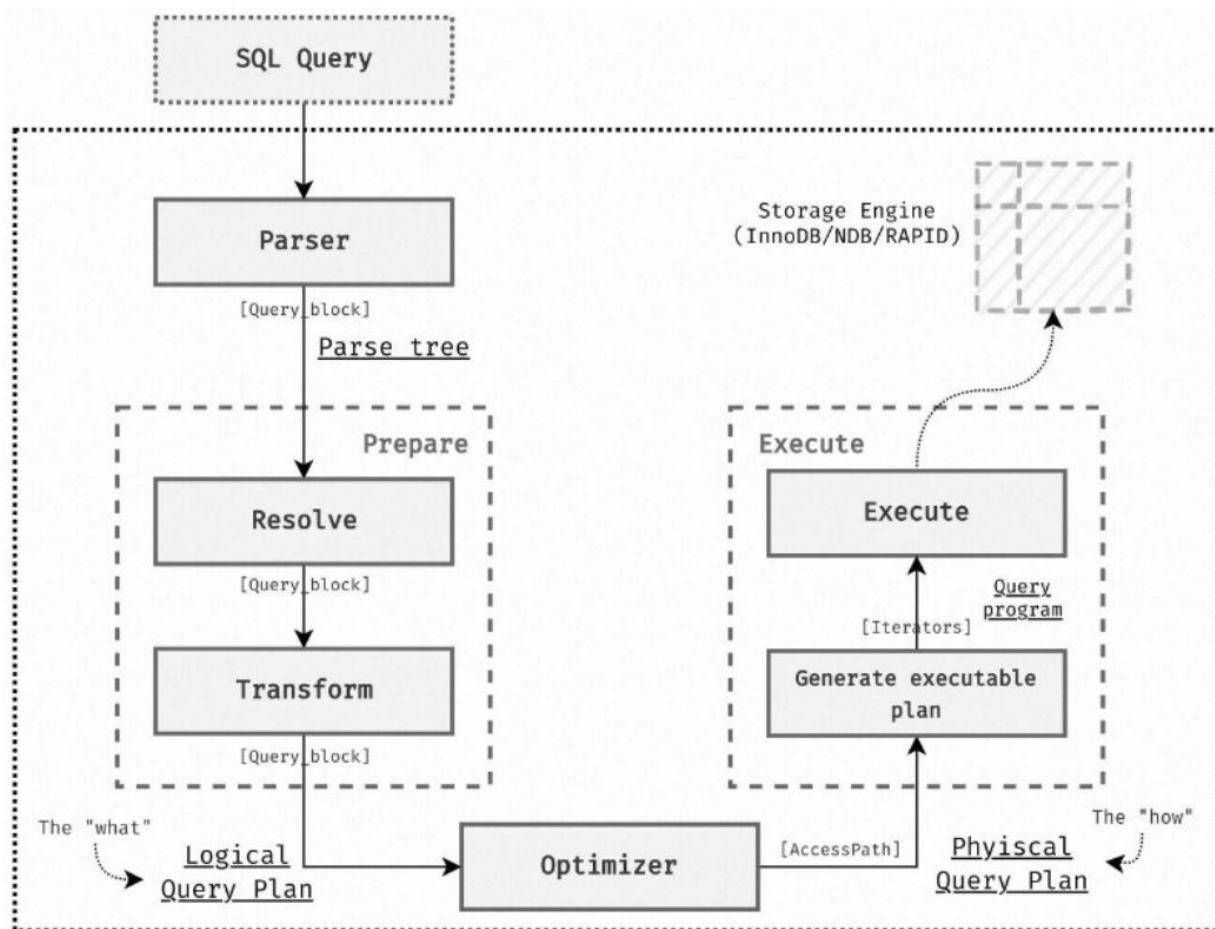 SQL Query
Parser
[Query_block]
Parse tree
Prepare
Resolve
[Query_block]
Transform
[Query_block]
The "what"
Logical
Query Plan
Optimizer
[AccessPath]
Phyiscal
Query Plan
The "how"
Generate executable
plan
[Iterators]
Query
program
Execute
Execute
Storage Engine
(InnoDB/NDB/RAPID)